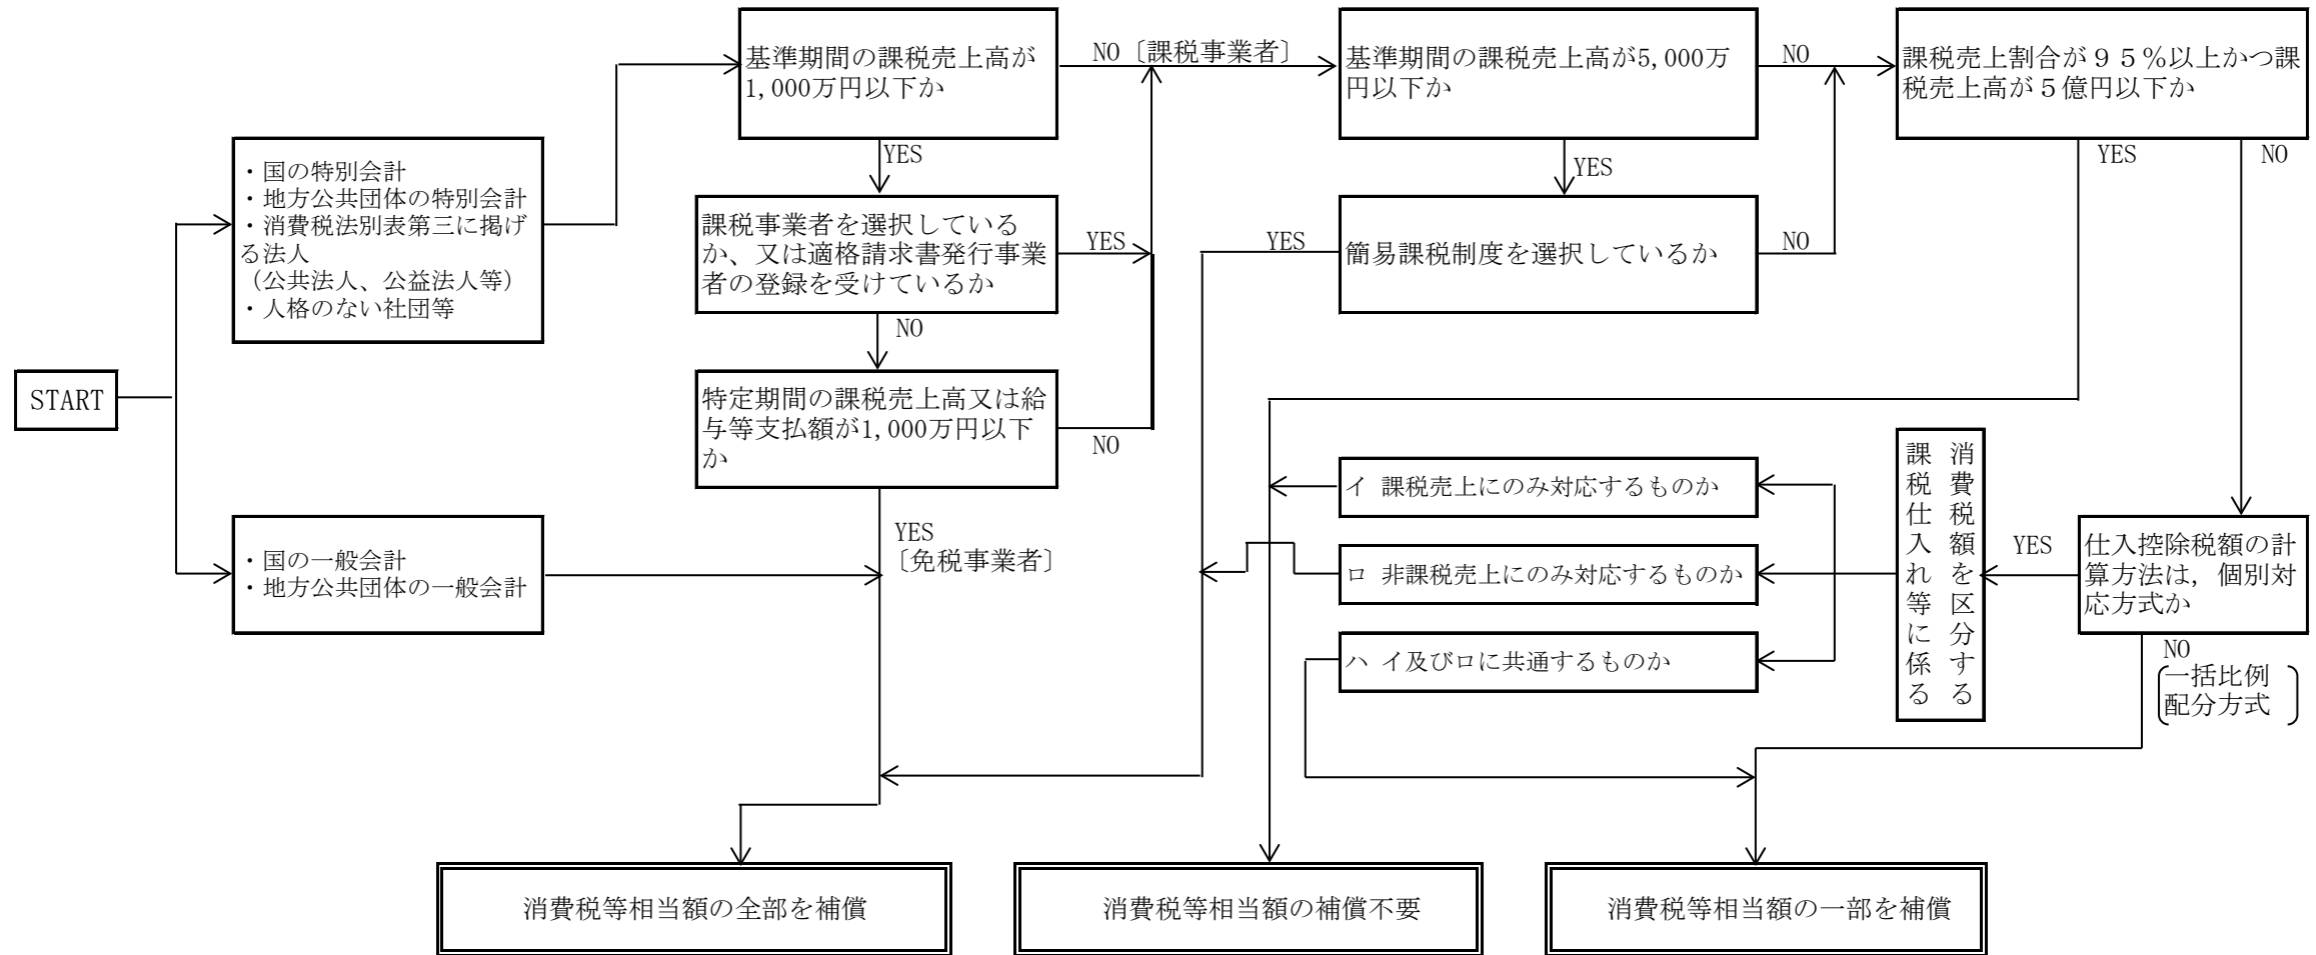 START
・国の特別会計
・地方公共団体の特別会計
・消費税法別表第三に掲げ
る法人
（公共法人、公益法人等）
・人格のない社団等
・国の一般会計
・地方公共団体の一般会計
基準期間の課税売上高が
1,000万円以下か
NO〔課税事業者〕
YES
課税事業者を選択している
か、又は適格請求書発行事業
者の登録を受けているか
YES
NO
特定期間の課税売上高又は給
与等支払額が1,000万円以下
か
NO
YES
〔免税事業者〕
基準期間の課税売上高が5,000万
円以下か
NO
YES
簡易課税制度を選択しているか
YES
NO
課税売上割合が９５％以上かつ課
税売上高が５億円以下か
YES
NO
仕入控除税額の計
算方法は，個別対
応方式か
YES
NO
一括比例
配分方式
消費税額を区分する
課税仕入れ等に係る
イ 課税売上にのみ対応するものか
ロ 非課税売上にのみ対応するものか
ハ イ及びロに共通するものか
消費税等相当額の全部を補償
消費税等相当額の補償不要
消費税等相当額の一部を補償